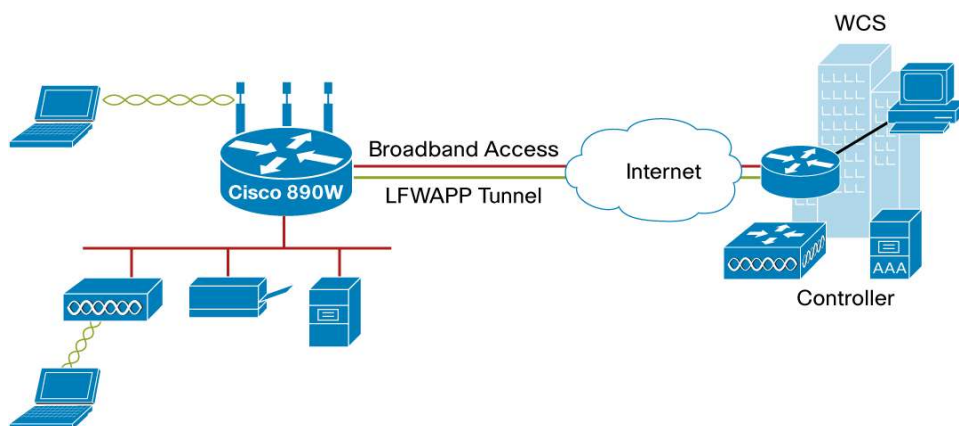 WCS
Broadband Access
Internet
Cisco 890W
LFWAPP Tunnel
AAA
Controller